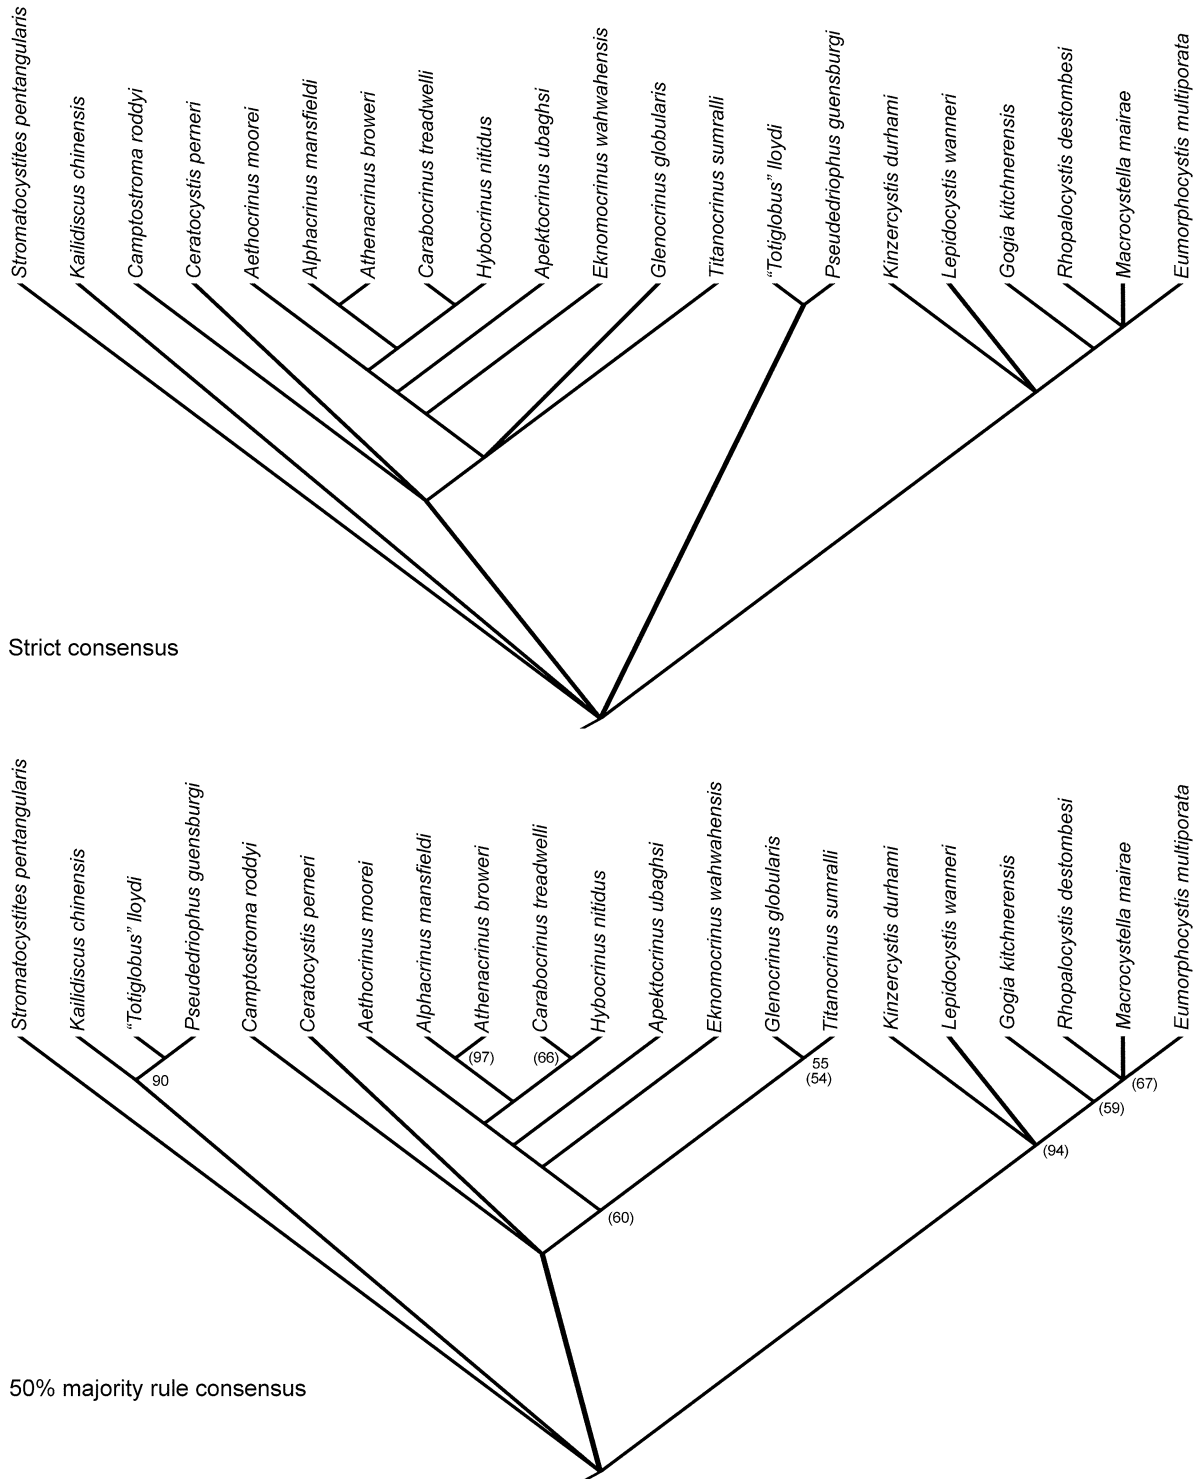 Stromatocystites pentangularis
Kailidiscus chinensis
Camptostroma roddyi
Ceratocystis perneri
Aethocrinus moorei
Alphacrinus mansfieldi
Athenacrinus broweri
Carabocrinus treadwelli
Hybocrinus nitidus
Apektocrinus ubaghsi
Eknomocrinus wahwahensis
Glenocrinus globularis
Titanocrinus sumralli
“Totiglobus” lloydi
Pseudedriophus guensburgi
Kinzercystis durhami
Lepidocystis wanneri
Gogia kitchnerensis
Rhopalocystis destombesi
Macrocystella mairae
Eumorphocystis multiporata
Strict consensus
Stromatocystites pentangularis
Kailidiscus chinensis
“Totiglobus” lloydi
Pseudedriophus guensburgi
Camptostroma roddyi
Ceratocystis perneri
Aethocrinus moorei
Alphacrinus mansfieldi
Athenacrinus broweri
Carabocrinus treadwelli
Hybocrinus nitidus
Apektocrinus ubaghsi
Eknomocrinus wahwahensis
Glenocrinus globularis
Titanocrinus sumralli
Kinzercystis durhami
Lepidocystis wanneri
Gogia kitchnerensis
Rhopalocystis destombesi
Macrocystella mairae
Eumorphocystis multiporata
(97)
(66)
55
(54)
90
(67)
(59)
(94)
(60)
50% majority rule consensus